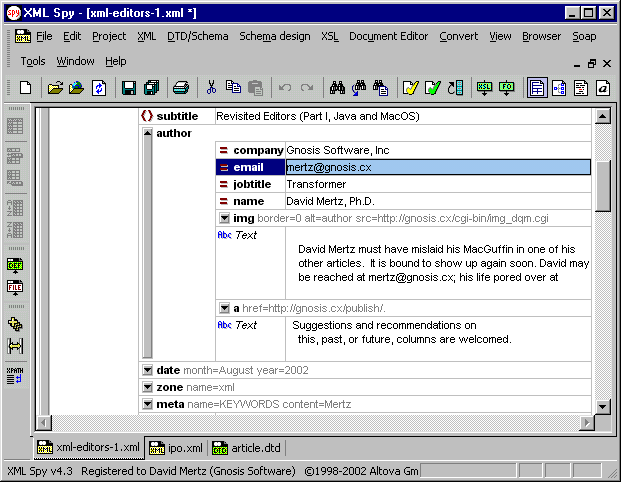 XML Spy - [xml-editors-1.xml *]
File Edit Project XML DTD/Schema Schema design XSL Document Editor Convert View Browser Soap
Tools Window Help
XSL FO a
subtitle Revisited Editors (Part I, Java and MacOS)
author
= company Gnosis Software, Inc
= email mertz@gnosis.cx
= jobtitle Transformer
= name David Mertz, Ph.D.
img border=0 alt=author src=http://gnosis.cx/cgi-bin/img_dqm.cgi
Abc Text
David Mertz must have mislaid his MacGuffin in one of his
other articles. It is bound to show up again soon. David may
be reached at mertz@gnosis.cx; his life pored over at
a href=http://gnosis.cx/publish/.
Abc Text
Suggestions and recommendations on
this, past, or future, columns are welcomed.
date month=August year=2002
zone name=xml
meta name=KEYWORDS content=Mertz
DEF
FILE
XPATH
xml-editors-1.xml ipo.xml article.dtd
XML Spy v4.3 Registered to David Mertz (Gnosis Software) ©1998-2002 Altova Gm